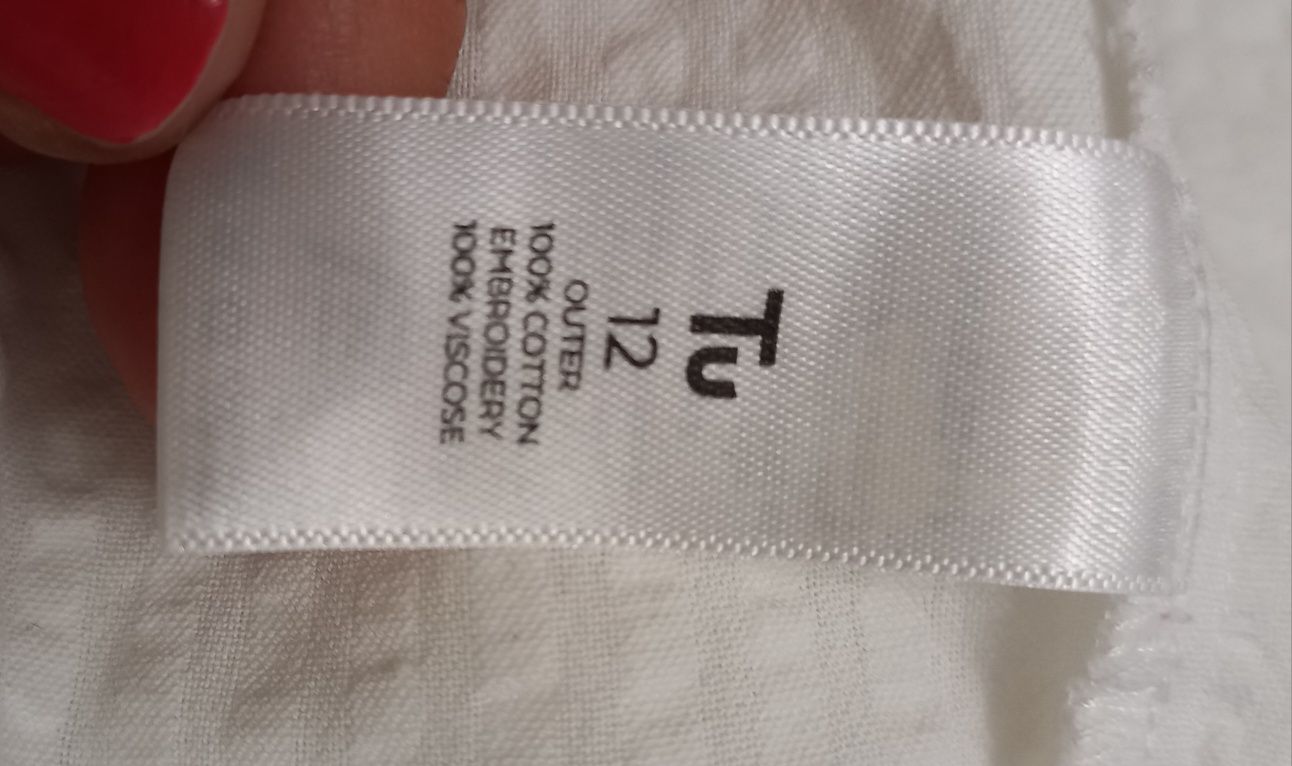 Tu
12
OUTER
100% COTTON
EMBROIDERY
100% VISCOSE